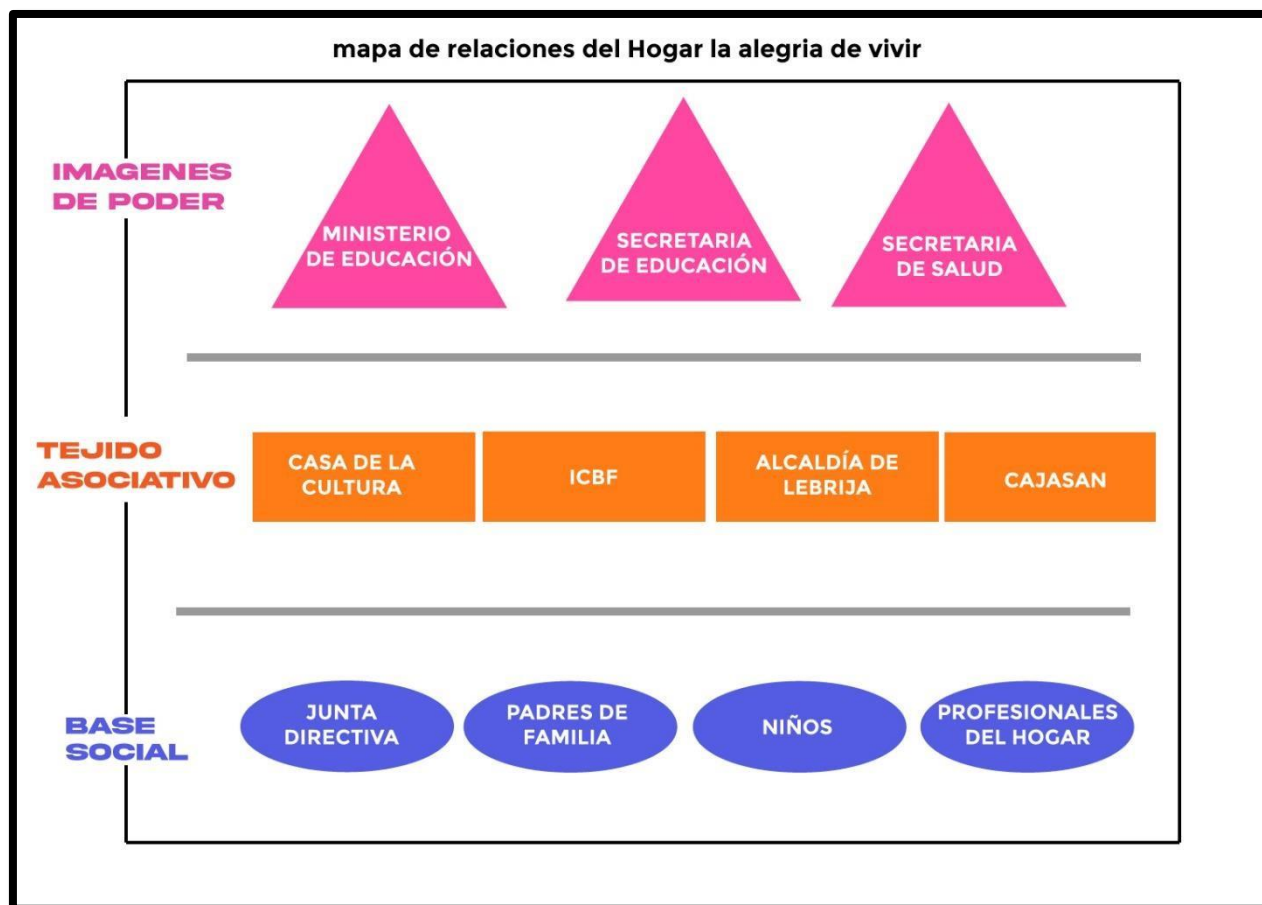 mapa de relaciones del Hogar la alegria de vivir
IMAGENES
DE PODER
MINISTERIO
DE EDUCACIÓN
SECRETARIA
DE EDUCACIÓN
SECRETARIA
DE SALUD
TEJIDO
ASOCIATIVO
CASA DE LA
CULTURA
ICBF
ALCALDÍA DE
LEBRIJA
CAJASAN
BASE
SOCIAL
JUNTA
DIRECTIVA
PADRES DE
FAMILIA
NIÑOS
PROFESIONALES
DEL HOGAR